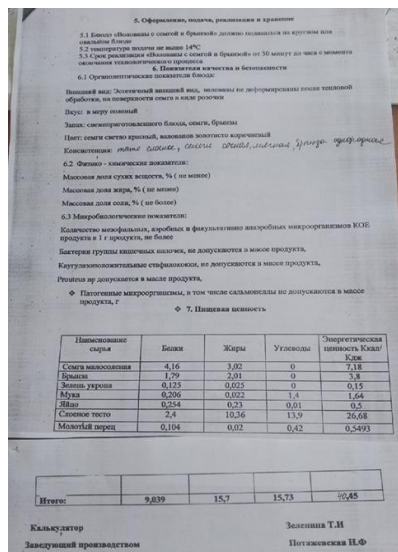 5. Оформление, подача, реализация и хранение
5.1 Блюдо «Волованы с семгой и брынзой» должно подаваться на круглом или
овальном блюде
5.2 температура подачи не выше 14°С
5.3 Срок реализации «Волованы с семгой и брынзой» от 30 минут до часа с момента
окончания технологического процесса
6. Показатели качества и безопасности
6.1 Органолептические показатели блюда:
Внешний вид: Эстетичный внешний вид, волованы не деформированы после тепловой
обработки, на поверхности семга в виде розочки
Вкус: в меру соленый
Запах: свежеприготовленного блюда, семги, брынзы
Цвет: семги светло красный, волованов золотисто коричневый
Консистенция: тесто слоеное, семги сочная, мягкая, брынза однородная
6.2 Физико - химические показатели:
Массовая доля сухих веществ, % ( не менее)
Массовая доля жира, % ( не менее)
Массовая доля соли, % ( не более)
6.3 Микробиологические показатели:
Количество мезофильных, аэробных и факультативно анаэробных микроорганизмов КОЕ
продукта в 1 г продукта, не более
Бактерии группы кишечных палочек, не допускаются в массе продукта,
Каугулазоположительные стафилококки, не допускаются в массе продукта,
Prouteus не допускается в масле продукта,
❖ Патогенные микроорганизмы, в том числе сальмонеллы не допускаются в массе
продукта, г
❖ 7. Пищевая ценность
Наименование сырья Белки Жиры Углеводы Энергетическая ценность Ккал/Кдж
Семга малосоленая 4,16 3,02 0 7,18
Брынза 1,79 2,01 0 3,8
Зелень укропа 0,125 0,025 0 0,15
Мука 0,206 0,022 1,4 1,64
Яйцо 0,254 0,23 0,01 0,5
Слоеное тесто 2,4 10,36 13,9 26,68
Молотый перец 0,104 0,02 0,42 0,5493
Итого: 9,039 15,7 15,73 40,45
Калькулятор Зеленина Т.И
Заведующий производством Потяжевская Н.Ф